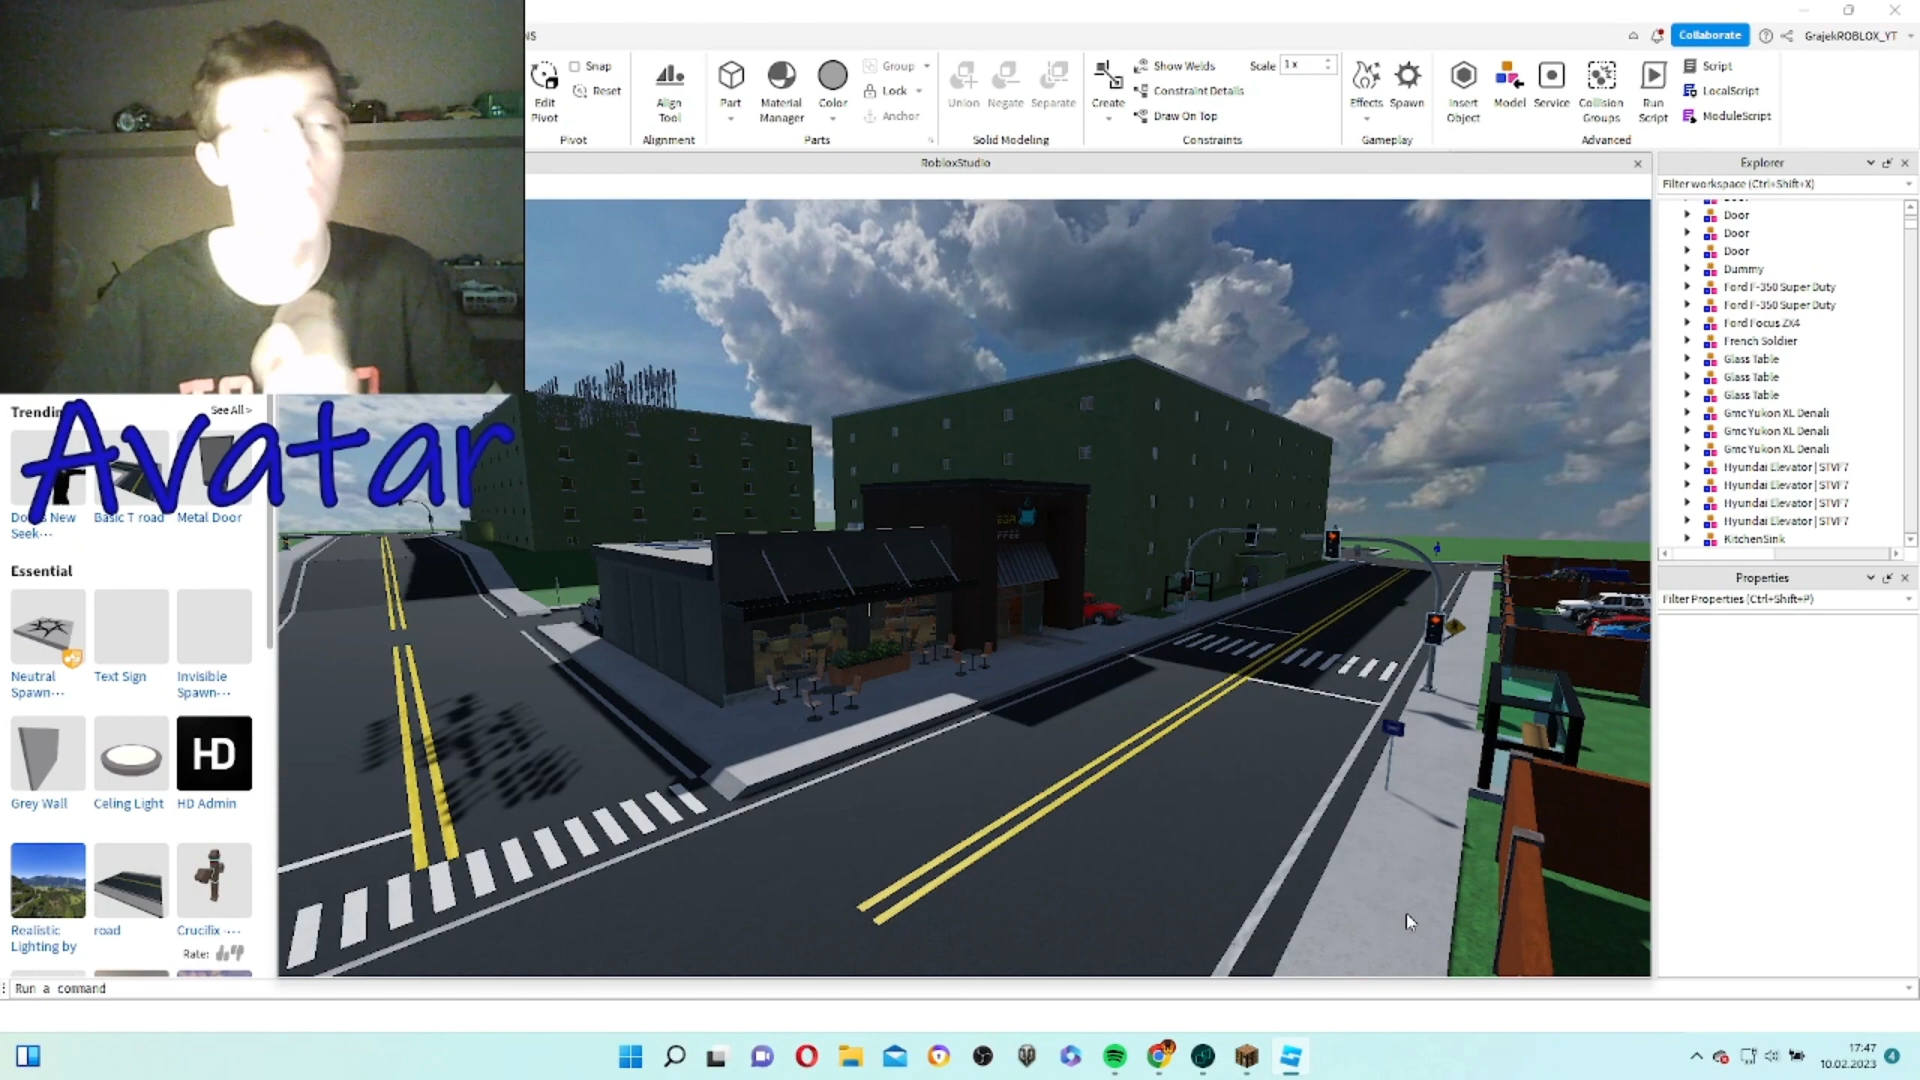 NS
Collaborate
GrajekROBLOX_YT
Edit
Pivot
Snap
Reset
Pivot
Align
Tool
Alignment
Part
Material
Manager
Color
Group
Lock
Anchor
Parts
Union
Negate
Separate
Solid Modeling
Create
Show Welds
Constraint Details
Draw On Top
Scale 1 x
Constraints
Effects
Spawn
Gameplay
Insert
Object
Model
Service
Collision
Groups
Run
Script
Script
LocalScript
ModuleScript
Advanced
RobloxStudio
Explorer
Filter workspace (Ctrl+Shift+X)
Door
Door
Door
Dummy
Ford F-350 Super Duty
Ford F-350 Super Duty
Ford Focus ZX4
French Soldier
Glass Table
Glass Table
Glass Table
Gmc Yukon XL Denali
Gmc Yukon XL Denali
Gmc Yukon XL Denali
Hyundai Elevator | STVF7
Hyundai Elevator | STVF7
Hyundai Elevator | STVF7
Hyundai Elevator | STVF7
KitchenSink
Properties
Filter Properties (Ctrl+Shift+P)
See All >
Avatar
New
Seek...
Basic T road
Metal Door
Essential
Neutral
Spawn...
Text Sign
Invisible
Spawn...
HD
Grey Wall
Celing Light
HD Admin
Realistic
Lighting by
road
Crucifix ...
Rate:
Run a command
17:47
10.02.2023
4